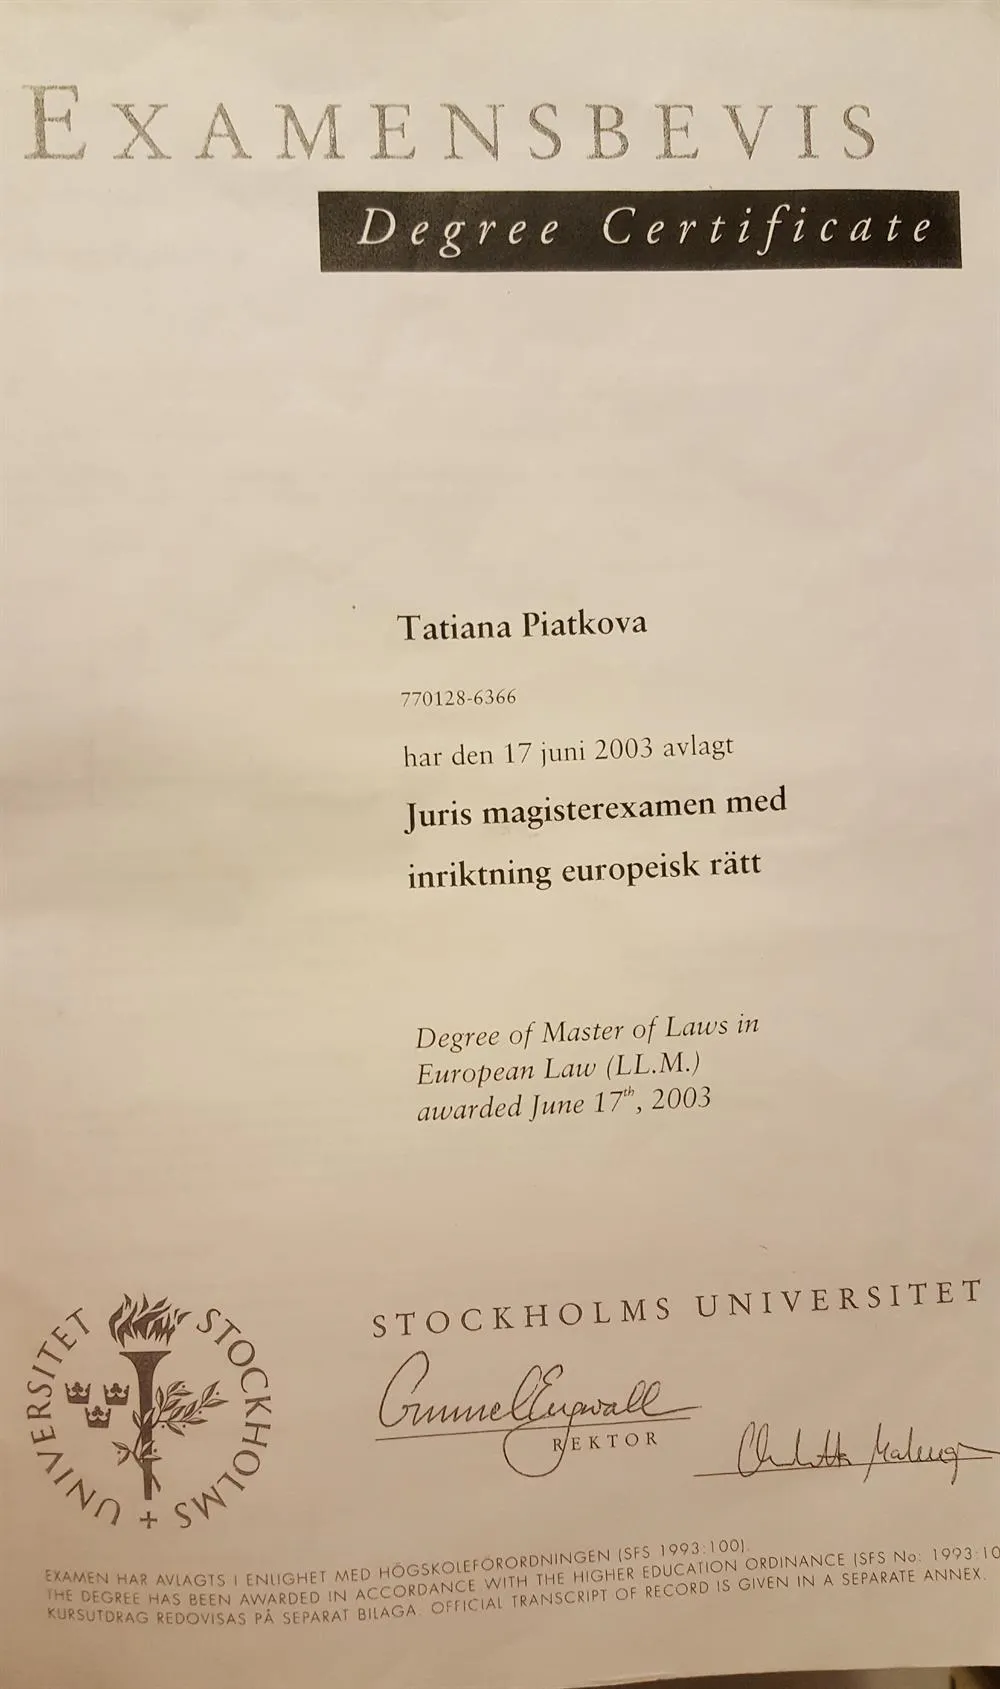 EXAMENSBEVIS
Degree Certificate
Tatiana Piatkova
770128-6366
har den 17 juni 2003 avlagt
Juris magisterexamen med
inriktning europeisk rätt
Degree of Master of Laws in
European Law (LL.M.)
awarded June 17th, 2003
STOCKHOLMS UNIVERSITET
Gunnel Engwall
REKTOR
STOCKHOLMS + UNIVERSITET
EXAMEN HAR AVLAGTS I ENLIGHET MED HÖGSKOLEFÖRORDNINGEN (SFS 1993:100).
THE DEGREE HAS BEEN AWARDED IN ACCORDANCE WITH THE HIGHER EDUCATION ORDINANCE (SFS No: 1993:10
KURSUTDRAG REDOVISAS PÅ SEPARAT BILAGA. OFFICIAL TRANSCRIPT OF RECORD IS GIVEN IN A SEPARATE ANNEX.